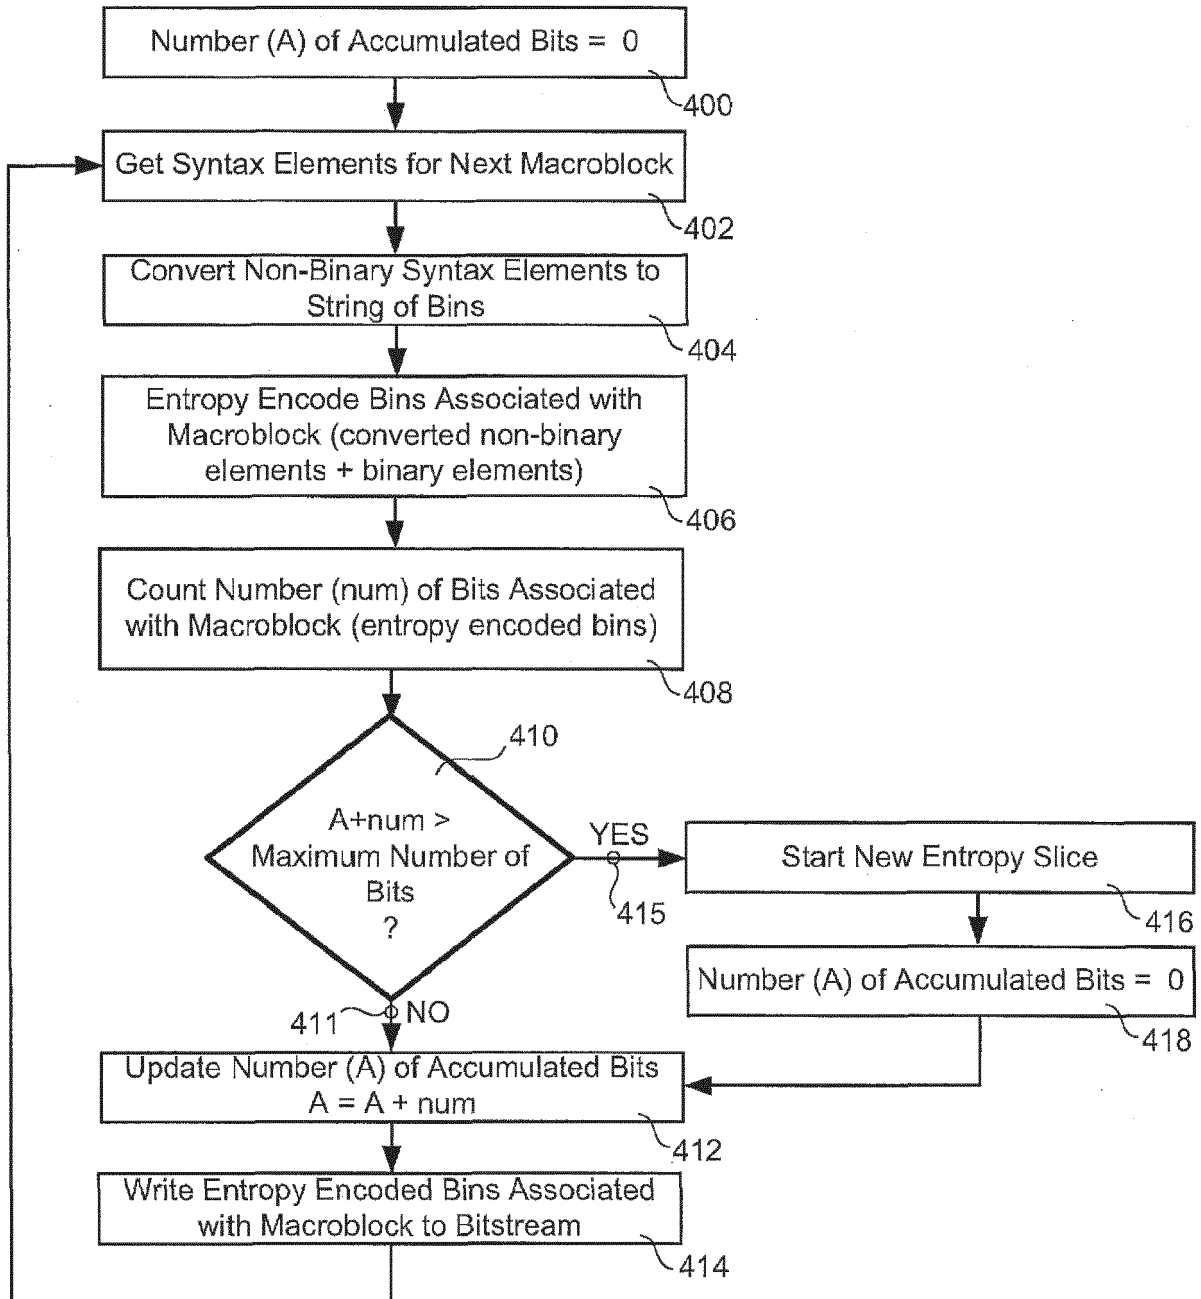 Number (A) of Accumulated Bits = 0
400
Get Syntax Elements for Next Macroblock
402
Convert Non-Binary Syntax Elements to
String of Bins
404
Entropy Encode Bins Associated with
Macroblock (converted non-binary
elements + binary elements)
406
Count Number (num) of Bits Associated
with Macroblock (entropy encoded bins)
408
410
A+num >
Maximum Number of
Bits
?
YES
415
Start New Entropy Slice
416
Number (A) of Accumulated Bits = 0
418
411
NO
Update Number (A) of Accumulated Bits
A = A + num
412
Write Entropy Encoded Bins Associated
with Macroblock to Bitstream
414